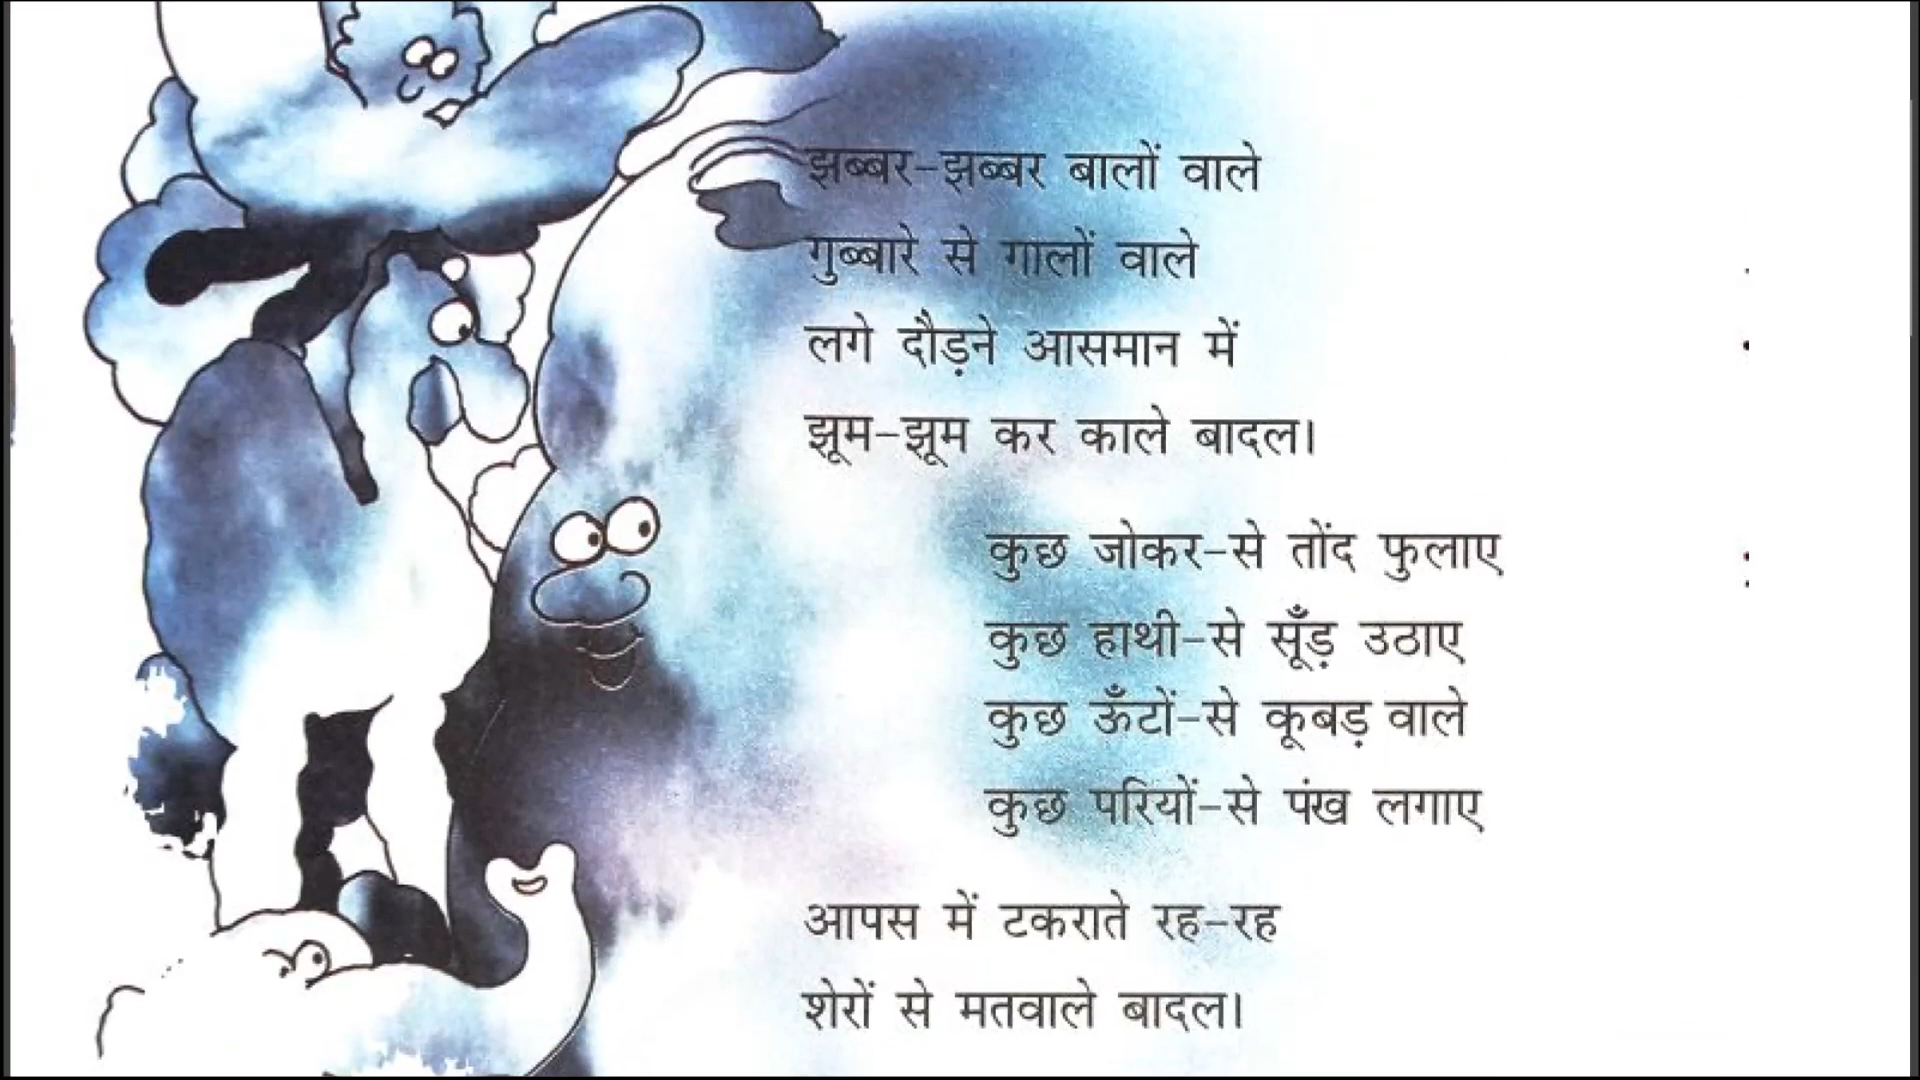 झब्बर-झब्बर बालों वाले
गुब्बारे से गालों वाले
लगे दौड़ने आसमान में
झूम-झूम कर काले बादल।
कुछ जोकर-से तोंद फुलाए
कुछ हाथी-से सूँड़ उठाए
कुछ ऊँटों-से कूबड़ वाले
कुछ परियों-से पंख लगाए
आपस में टकराते रह-रह
शेरों से मतवाले बादल।